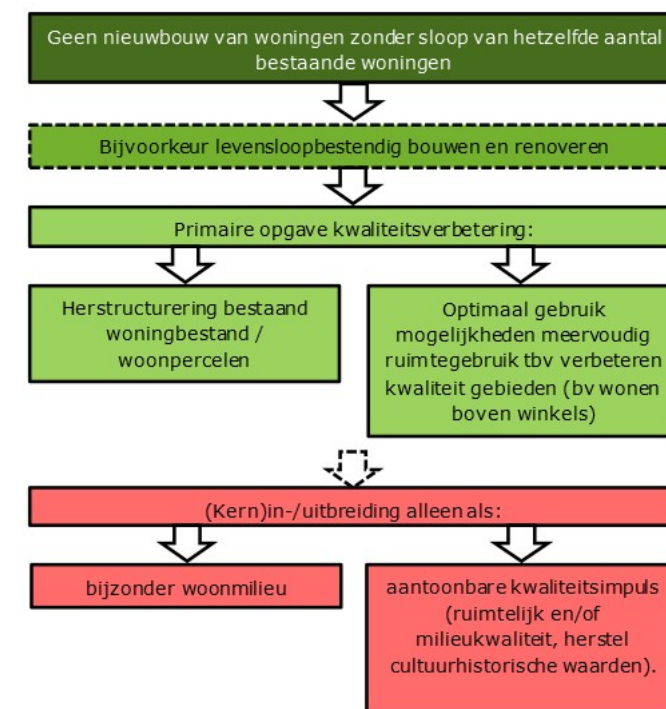 Geen nieuwbouw van woningen zonder sloop van hetzelfde aantal
bestaande woningen
Bijvoorkeur levensloopbestendig bouwen en renoveren
Primaire opgave kwaliteitsverbetering:
Herstructurering bestaand
woningbestand /
woonpercelen
Optimaal gebruik
mogelijkheden meervoudig
ruimtegebruik tbv verbeteren
kwaliteit gebieden (bv wonen
boven winkels)
(Kern)in-/uitbreiding alleen als:
bijzonder woonmilieu
aantoonbare kwaliteitsimpuls
(ruimtelijk en/of
milieukwaliteit, herstel
cultuurhistorische waarden).